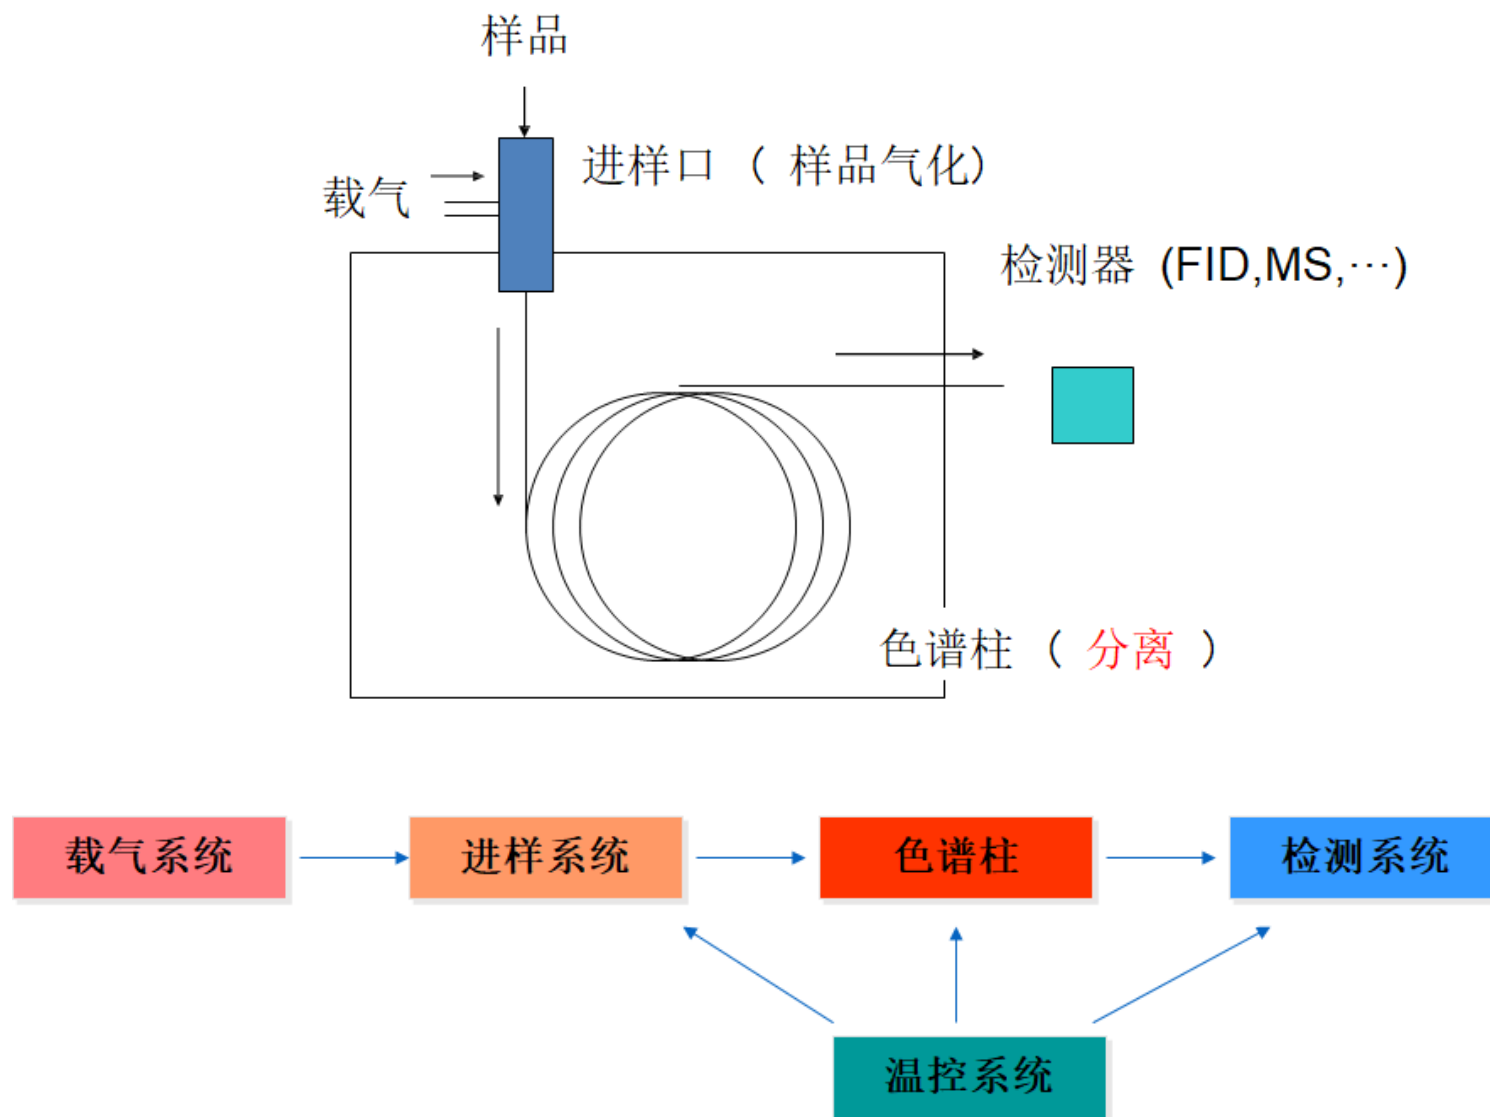 样品
进样口 ( 样品气化)
载气
检测器 (FID,MS,···)
色谱柱 ( 分离 )
载气系统
进样系统
色谱柱
检测系统
温控系统